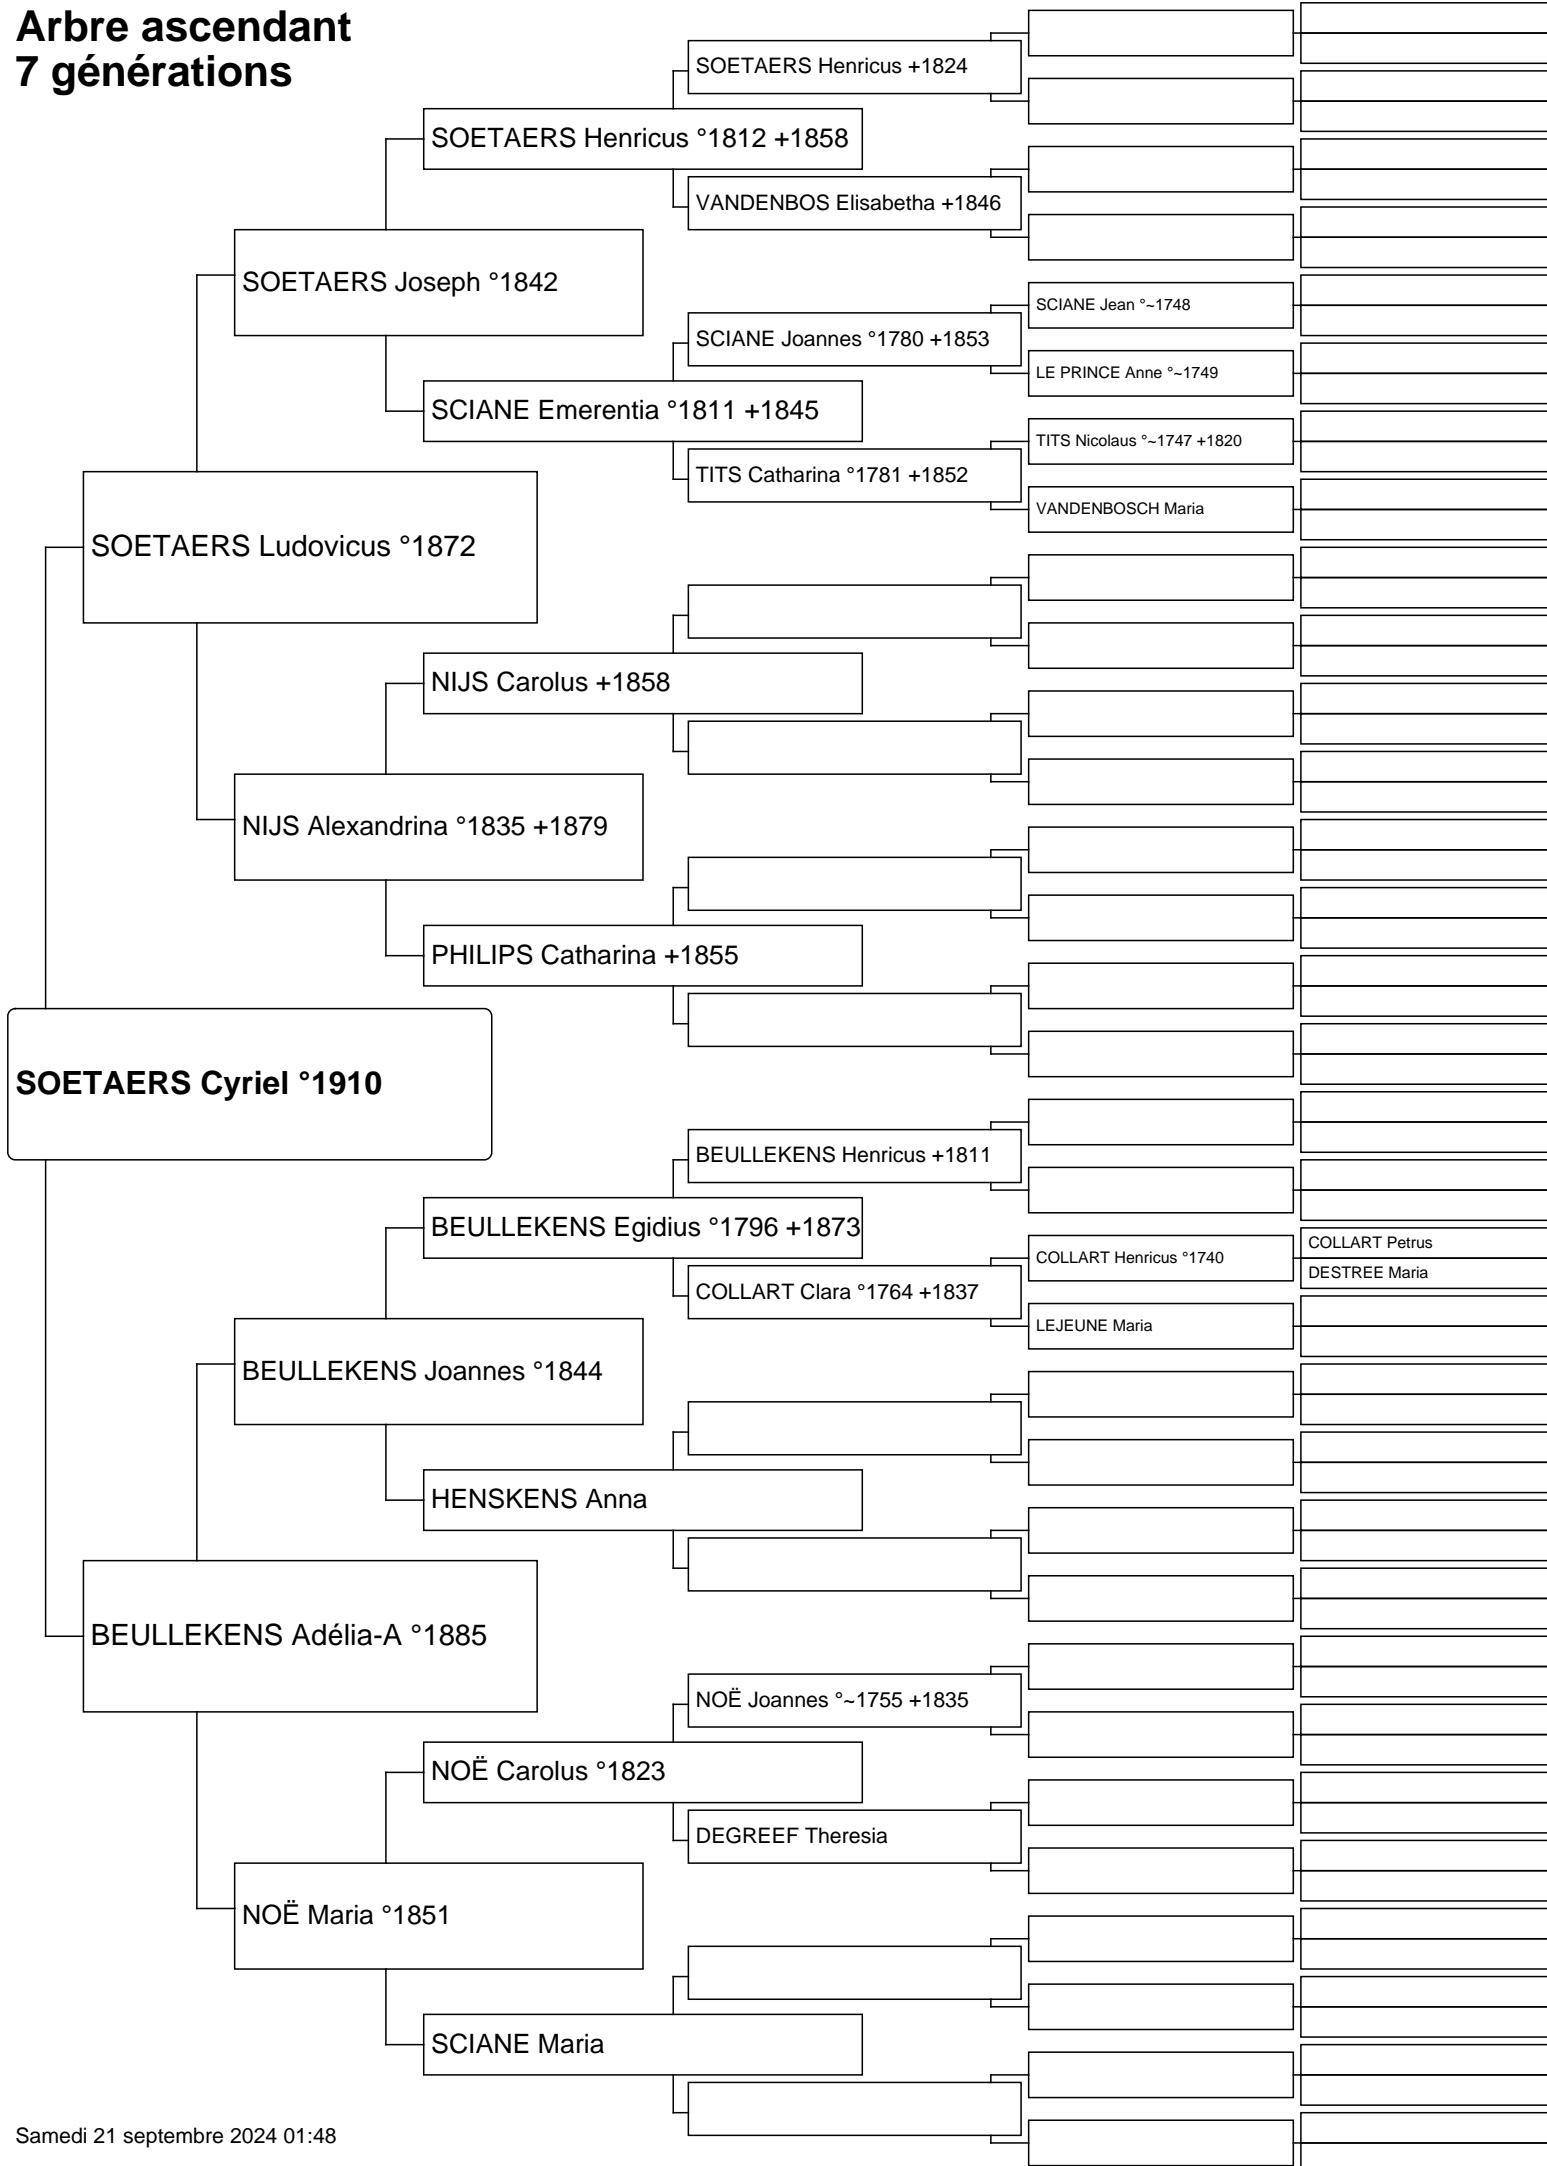 Arbre ascendant
7 générations
SOETAERS Henricus +1824
SOETAERS Henricus °1812 +1858
VANDENBOS Elisabetha +1846
SOETAERS Joseph °1842
SCIANE Jean °~1748
SCIANE Joannes °1780 +1853
LE PRINCE Anne °~1749
SCIANE Emerentia °1811 +1845
TITS Nicolaus °~1747 +1820
TITS Catharina °1781 +1852
VANDENBOSCH Maria
SOETAERS Ludovicus °1872
NIJS Carolus +1858
NIJS Alexandrina °1835 +1879
PHILIPS Catharina +1855
SOETAERS Cyriel °1910
BEULLEKENS Henricus +1811
BEULLEKENS Egidius °1796 +1873
COLLART Petrus
COLLART Henricus °1740
DESTREE Maria
COLLART Clara °1764 +1837
LEJEUNE Maria
BEULLEKENS Joannes °1844
HENSKENS Anna
BEULLEKENS Adélia-A °1885
NOË Joannes °~1755 +1835
NOË Carolus °1823
DEGREEF Theresia
NOË Maria °1851
SCIANE Maria
Samedi 21 septembre 2024 01:48